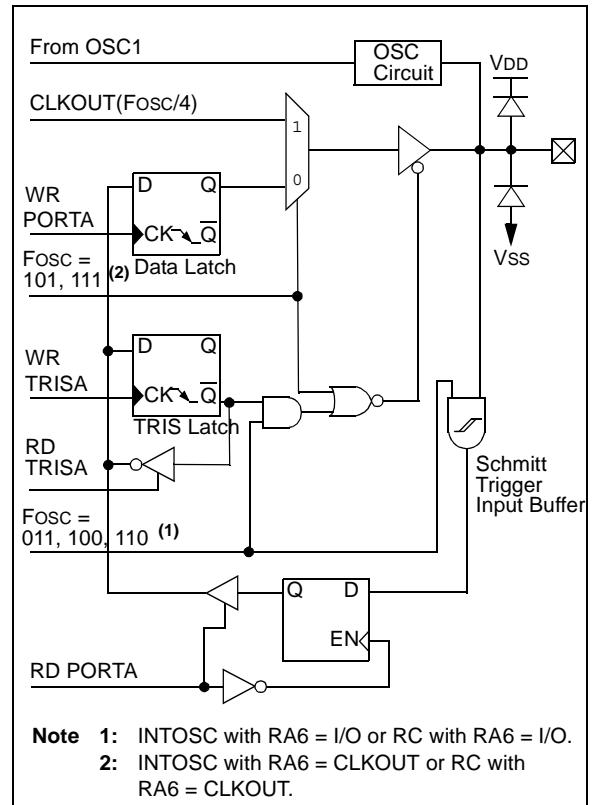 From OSC1
OSC
Circuit
VDD
CLKOUT(FOSC/4)
1
0
D Q
WR
PORTA
CK Q
Data Latch
FOSC =
101, 111 (2)
VSS
D Q
WR
TRISA
CK Q
TRIS Latch
RD
TRISA
Schmitt
Trigger
Input Buffer
FOSC =
011, 100, 110 (1)
Q D
EN
RD PORTA
Note 1: INTOSC with RA6 = I/O or RC with RA6 = I/O.
2: INTOSC with RA6 = CLKOUT or RC with
RA6 = CLKOUT.